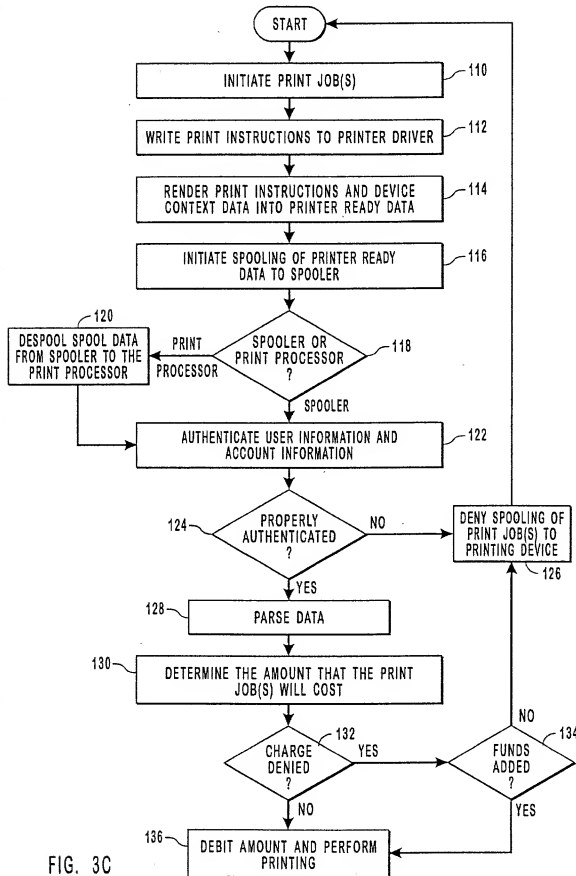 START
INITIATE PRINT JOB(S)
110
WRITE PRINT INSTRUCTIONS TO PRINTER DRIVER
112
RENDER PRINT INSTRUCTIONS AND DEVICE
CONTEXT DATA INTO PRINTER READY DATA
114
INITIATE SPOOLING OF PRINTER READY
DATA TO SPOOLER
116
SPOOLER OR
PRINT PROCESSOR
?
118
PRINT
PROCESSOR
120
DESPOOL SPOOL DATA
FROM SPOOLER TO THE
PRINT PROCESSOR
SPOOLER
AUTHENTICATE USER INFORMATION AND
ACCOUNT INFORMATION
122
124
PROPERLY
AUTHENTICATED
?
NO
DENY SPOOLING OF
PRINT JOB(S) TO
PRINTING DEVICE
126
YES
128
PARSE DATA
130
DETERMINE THE AMOUNT THAT THE PRINT
JOB(S) WILL COST
132
CHARGE
DENIED
?
YES
NO
134
FUNDS
ADDED
?
YES
NO
136
DEBIT AMOUNT AND PERFORM
PRINTING
FIG. 3C